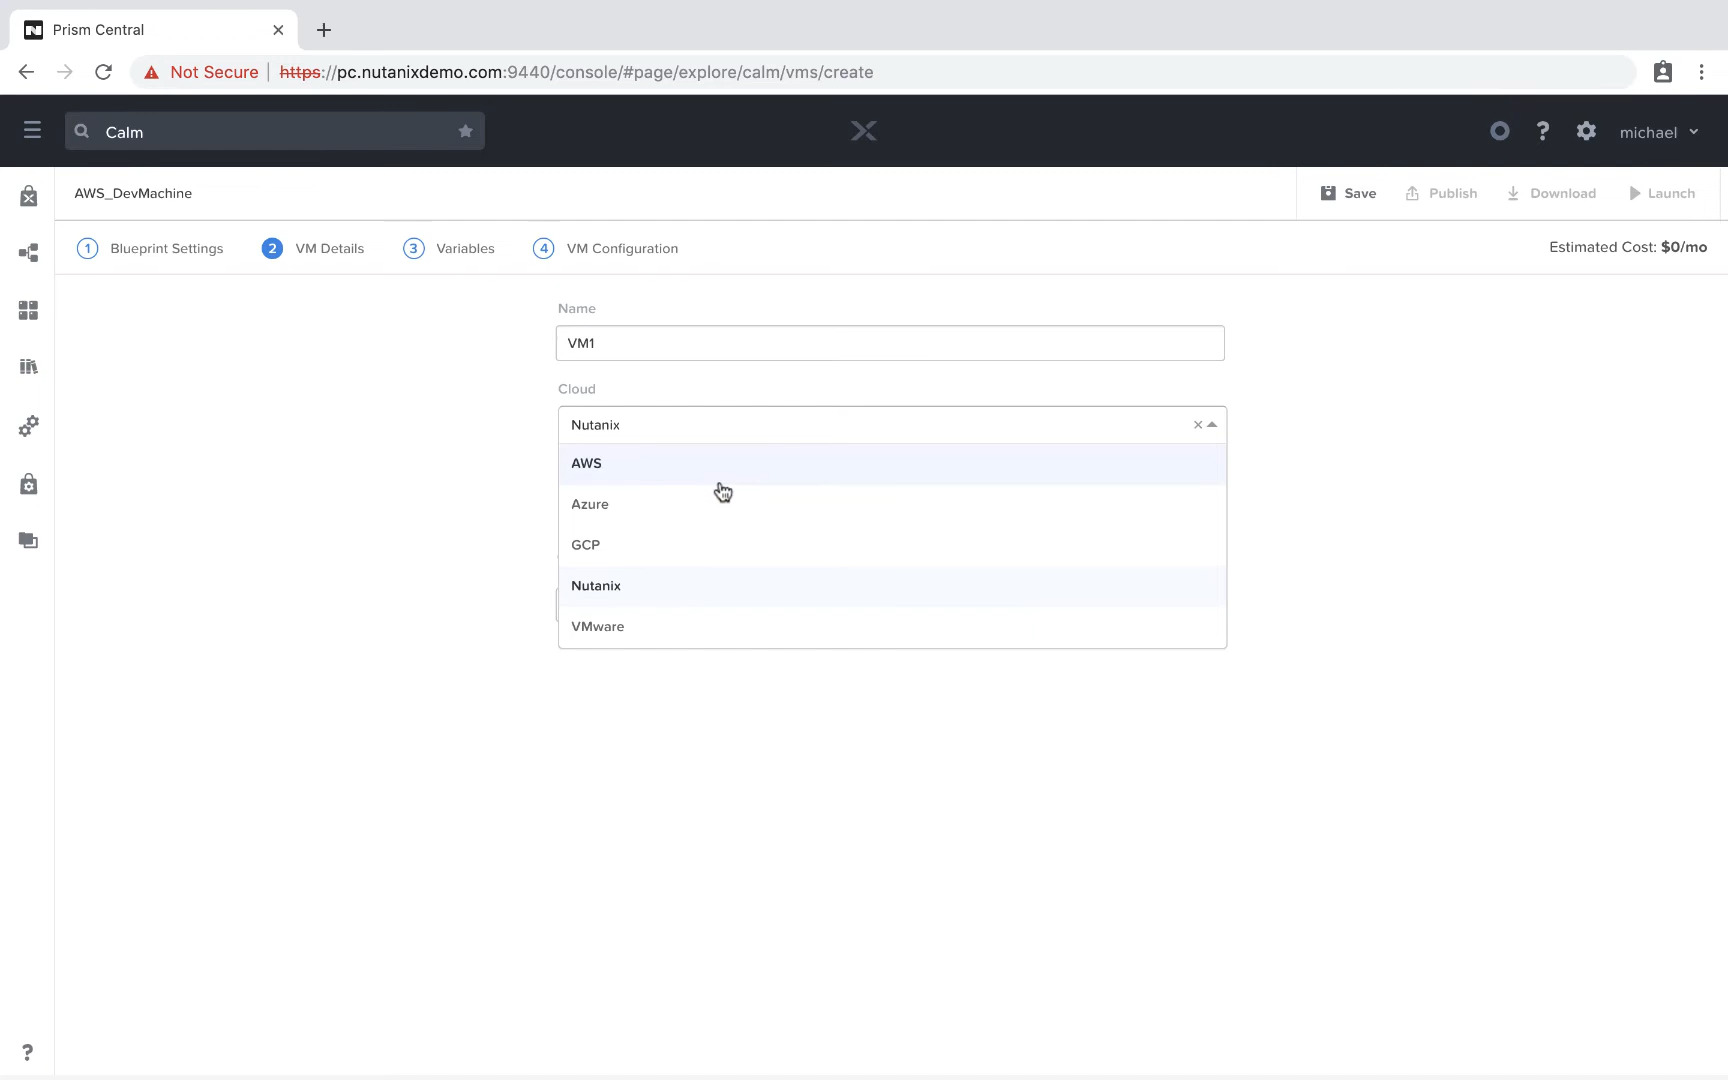 Prism Central
Not Secure | https://pc.nutanixdemo.com:9440/console/#page/explore/calm/vms/create
Calm
? michael
AWS_DevMachine
Save Publish Download Launch
1 Blueprint Settings 2 VM Details 3 Variables 4 VM Configuration
Estimated Cost: $0/mo
Name
VM1
Cloud
Nutanix
AWS
Azure
GCP
Nutanix
VMware
?